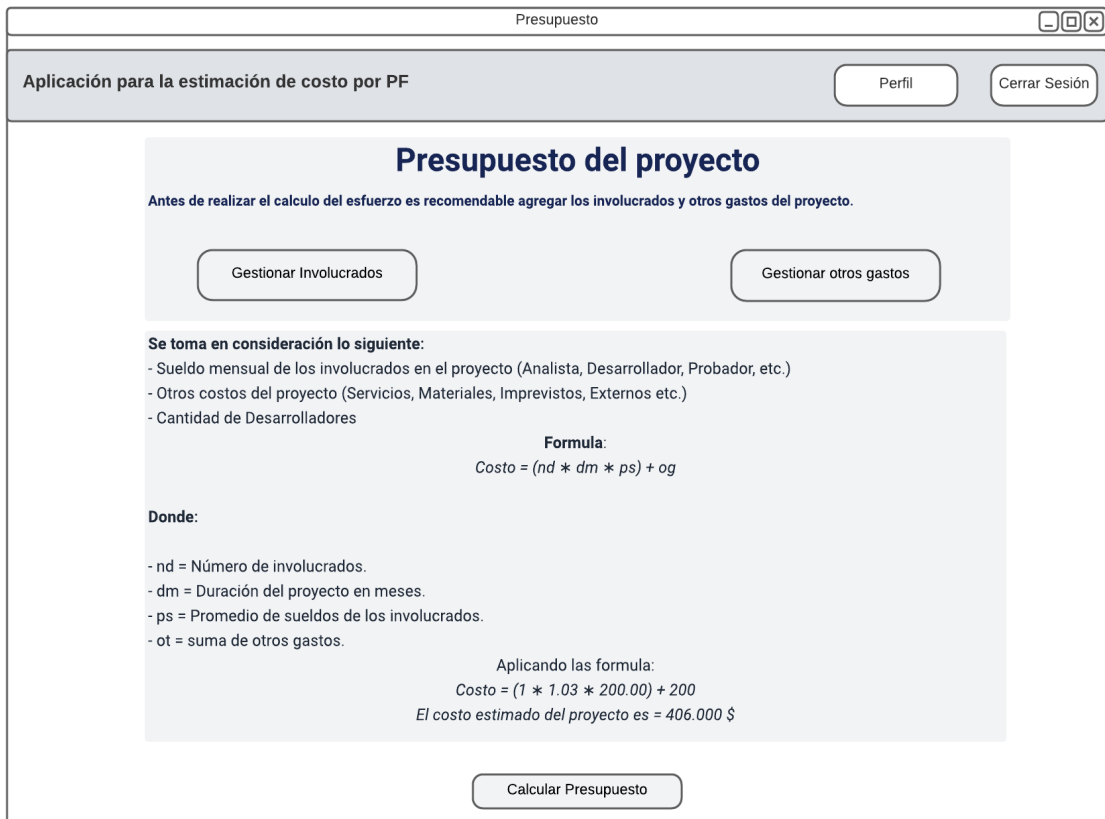 Presupuesto
Aplicación para la estimación de costo por PF
Perfil
Cerrar Sesión
Presupuesto del proyecto
Antes de realizar el calculo del esfuerzo es recomendable agregar los involucrados y otros gastos del proyecto.
Gestionar Involucrados
Gestionar otros gastos
Se toma en consideración lo siguiente:
- Sueldo mensual de los involucrados en el proyecto (Analista, Desarrollador, Probador, etc.)
- Otros costos del proyecto (Servicios, Materiales, Imprevistos, Externos etc.)
- Cantidad de Desarrolladores
Formula:
Costo = (nd ∗ dm ∗ ps) + og
Donde:
- nd = Número de involucrados.
- dm = Duración del proyecto en meses.
- ps = Promedio de sueldos de los involucrados.
- ot = suma de otros gastos.
Aplicando las formula:
Costo = (1 ∗ 1.03 ∗ 200.00) + 200
El costo estimado del proyecto es = 406.000 $
Calcular Presupuesto